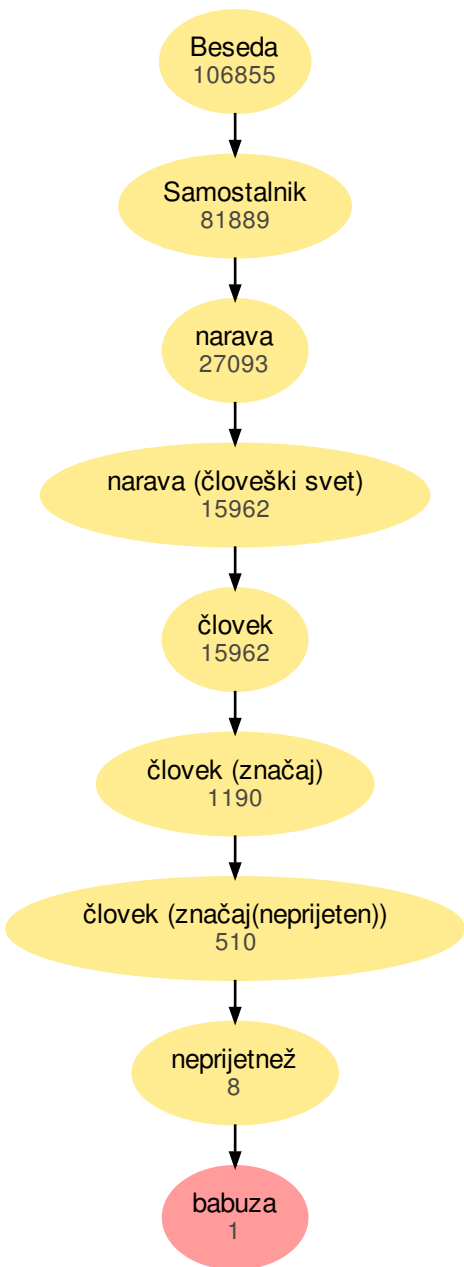 Beseda
106855
Samostalnik
81889
narava
27093
narava (človeški svet)
15962
človek
15962
človek (značaj)
1190
človek (značaj(neprijeten))
510
neprijetnež
8
babuza
1